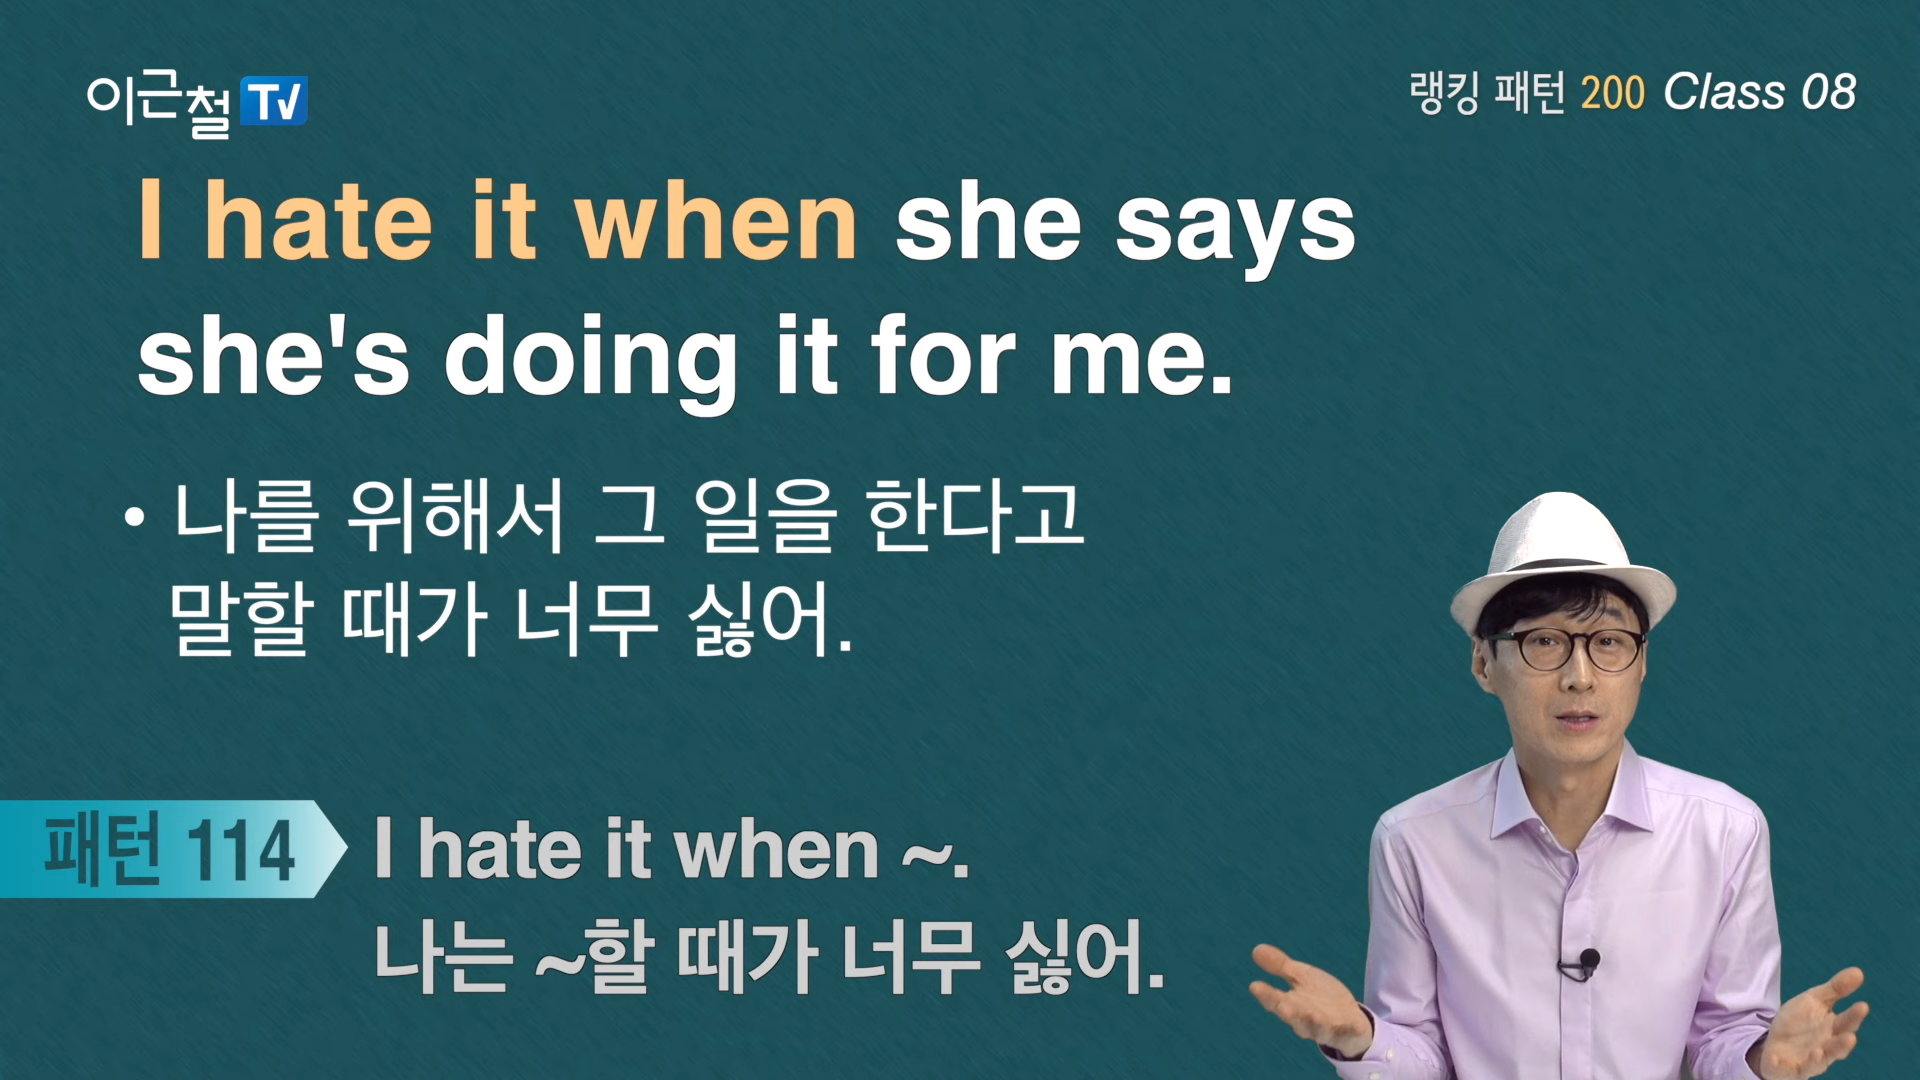 이근철 TV
랭킹 패턴 200 Class 08
I hate it when she says
she's doing it for me.
• 나를 위해서 그 일을 한다고
말할 때가 너무 싫어.
패턴 114
I hate it when ~.
나는 ~할 때가 너무 싫어.